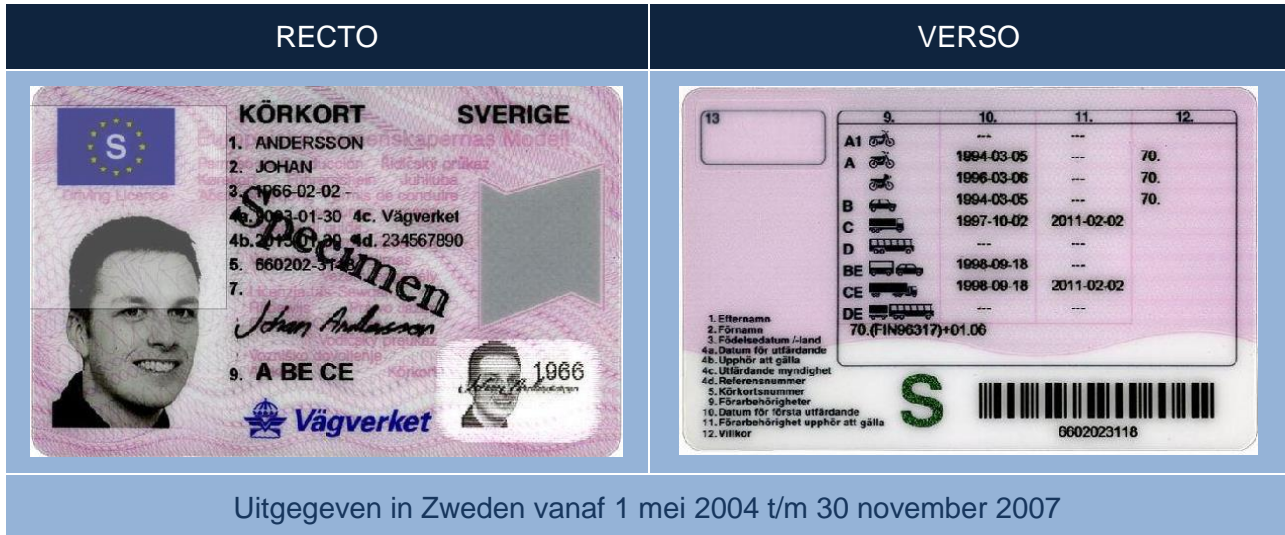 RECTO
VERSO
S
KÖRKORT SVERIGE
1. ANDERSSON
2. JOHAN
3. 1966-02-02 -
4a. 2003-01-30 4c. Vägverket
4b. 4d. 234567890
5. 660202-
7.
Johan Andersson
9. A BE CE
Vägverket
1966
Specimen
13
9. 10. 11. 12.
A1 --- ---
A 1994-03-05 --- 70.
1996-03-06 --- 70.
B 1994-03-05 --- 70.
C 1997-10-02 2011-02-02
D --- ---
BE 1998-09-18 ---
CE 1998-09-18 2011-02-02
DE --- ---
70.(FIN96317)+01.06
1. Efternamn
2. Förnamn
3. Födelsedatum /-land
4a. Datum för utfärdande
4b. Upphör att gälla
4c. Utfärdande myndighet
4d. Referensnummer
5. Körkortsnummer
9. Förarbehörigheter
10. Datum för första utfärdande
11. Förarbehörighet upphör att gälla
12. Villkor
S
6602023118
Uitgegeven in Zweden vanaf 1 mei 2004 t/m 30 november 2007